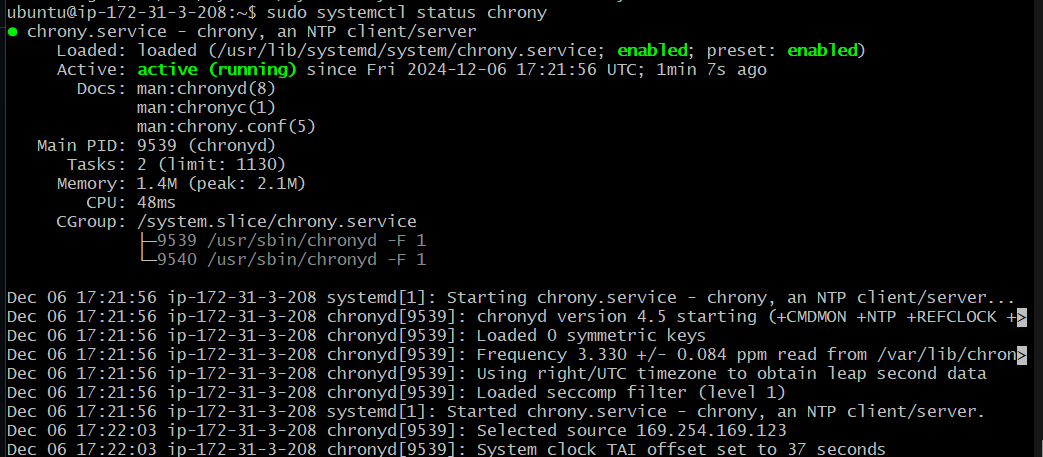 ubuntu@ip-172-31-3-208:~$ sudo systemctl status chrony
● chrony.service - chrony, an NTP client/server
     Loaded: loaded (/usr/lib/systemd/system/chrony.service; enabled; preset: enabled)
     Active: active (running) since Fri 2024-12-06 17:21:56 UTC; 1min 7s ago
       Docs: man:chronyd(8)
             man:chronyc(1)
             man:chrony.conf(5)
   Main PID: 9539 (chronyd)
      Tasks: 2 (limit: 1130)
     Memory: 1.4M (peak: 2.1M)
        CPU: 48ms
     CGroup: /system.slice/chrony.service
             ├─9539 /usr/sbin/chronyd -F 1
             └─9540 /usr/sbin/chronyd -F 1
Dec 06 17:21:56 ip-172-31-3-208 systemd[1]: Starting chrony.service - chrony, an NTP client/server...
Dec 06 17:21:56 ip-172-31-3-208 chronyd[9539]: chronyd version 4.5 starting (+CMDMON +NTP +REFCLOCK +>
Dec 06 17:21:56 ip-172-31-3-208 chronyd[9539]: Loaded 0 symmetric keys
Dec 06 17:21:56 ip-172-31-3-208 chronyd[9539]: Frequency 3.330 +/- 0.084 ppm read from /var/lib/chron>
Dec 06 17:21:56 ip-172-31-3-208 chronyd[9539]: Using right/UTC timezone to obtain leap second data
Dec 06 17:21:56 ip-172-31-3-208 chronyd[9539]: Loaded seccomp filter (level 1)
Dec 06 17:21:56 ip-172-31-3-208 systemd[1]: Started chrony.service - chrony, an NTP client/server.
Dec 06 17:22:03 ip-172-31-3-208 chronyd[9539]: Selected source 169.254.169.123
Dec 06 17:22:03 ip-172-31-3-208 chronyd[9539]: System clock TAI offset set to 37 seconds